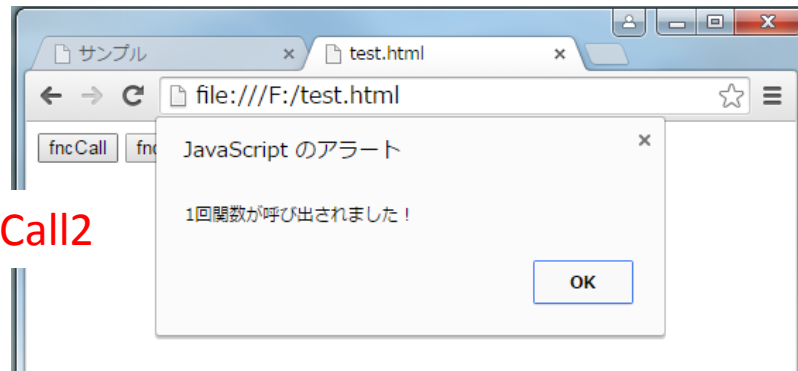 サンプル
test.html
file:///F:/test.html
fncCall
JavaScript のアラート
1回関数が呼び出されました！
Call2
OK